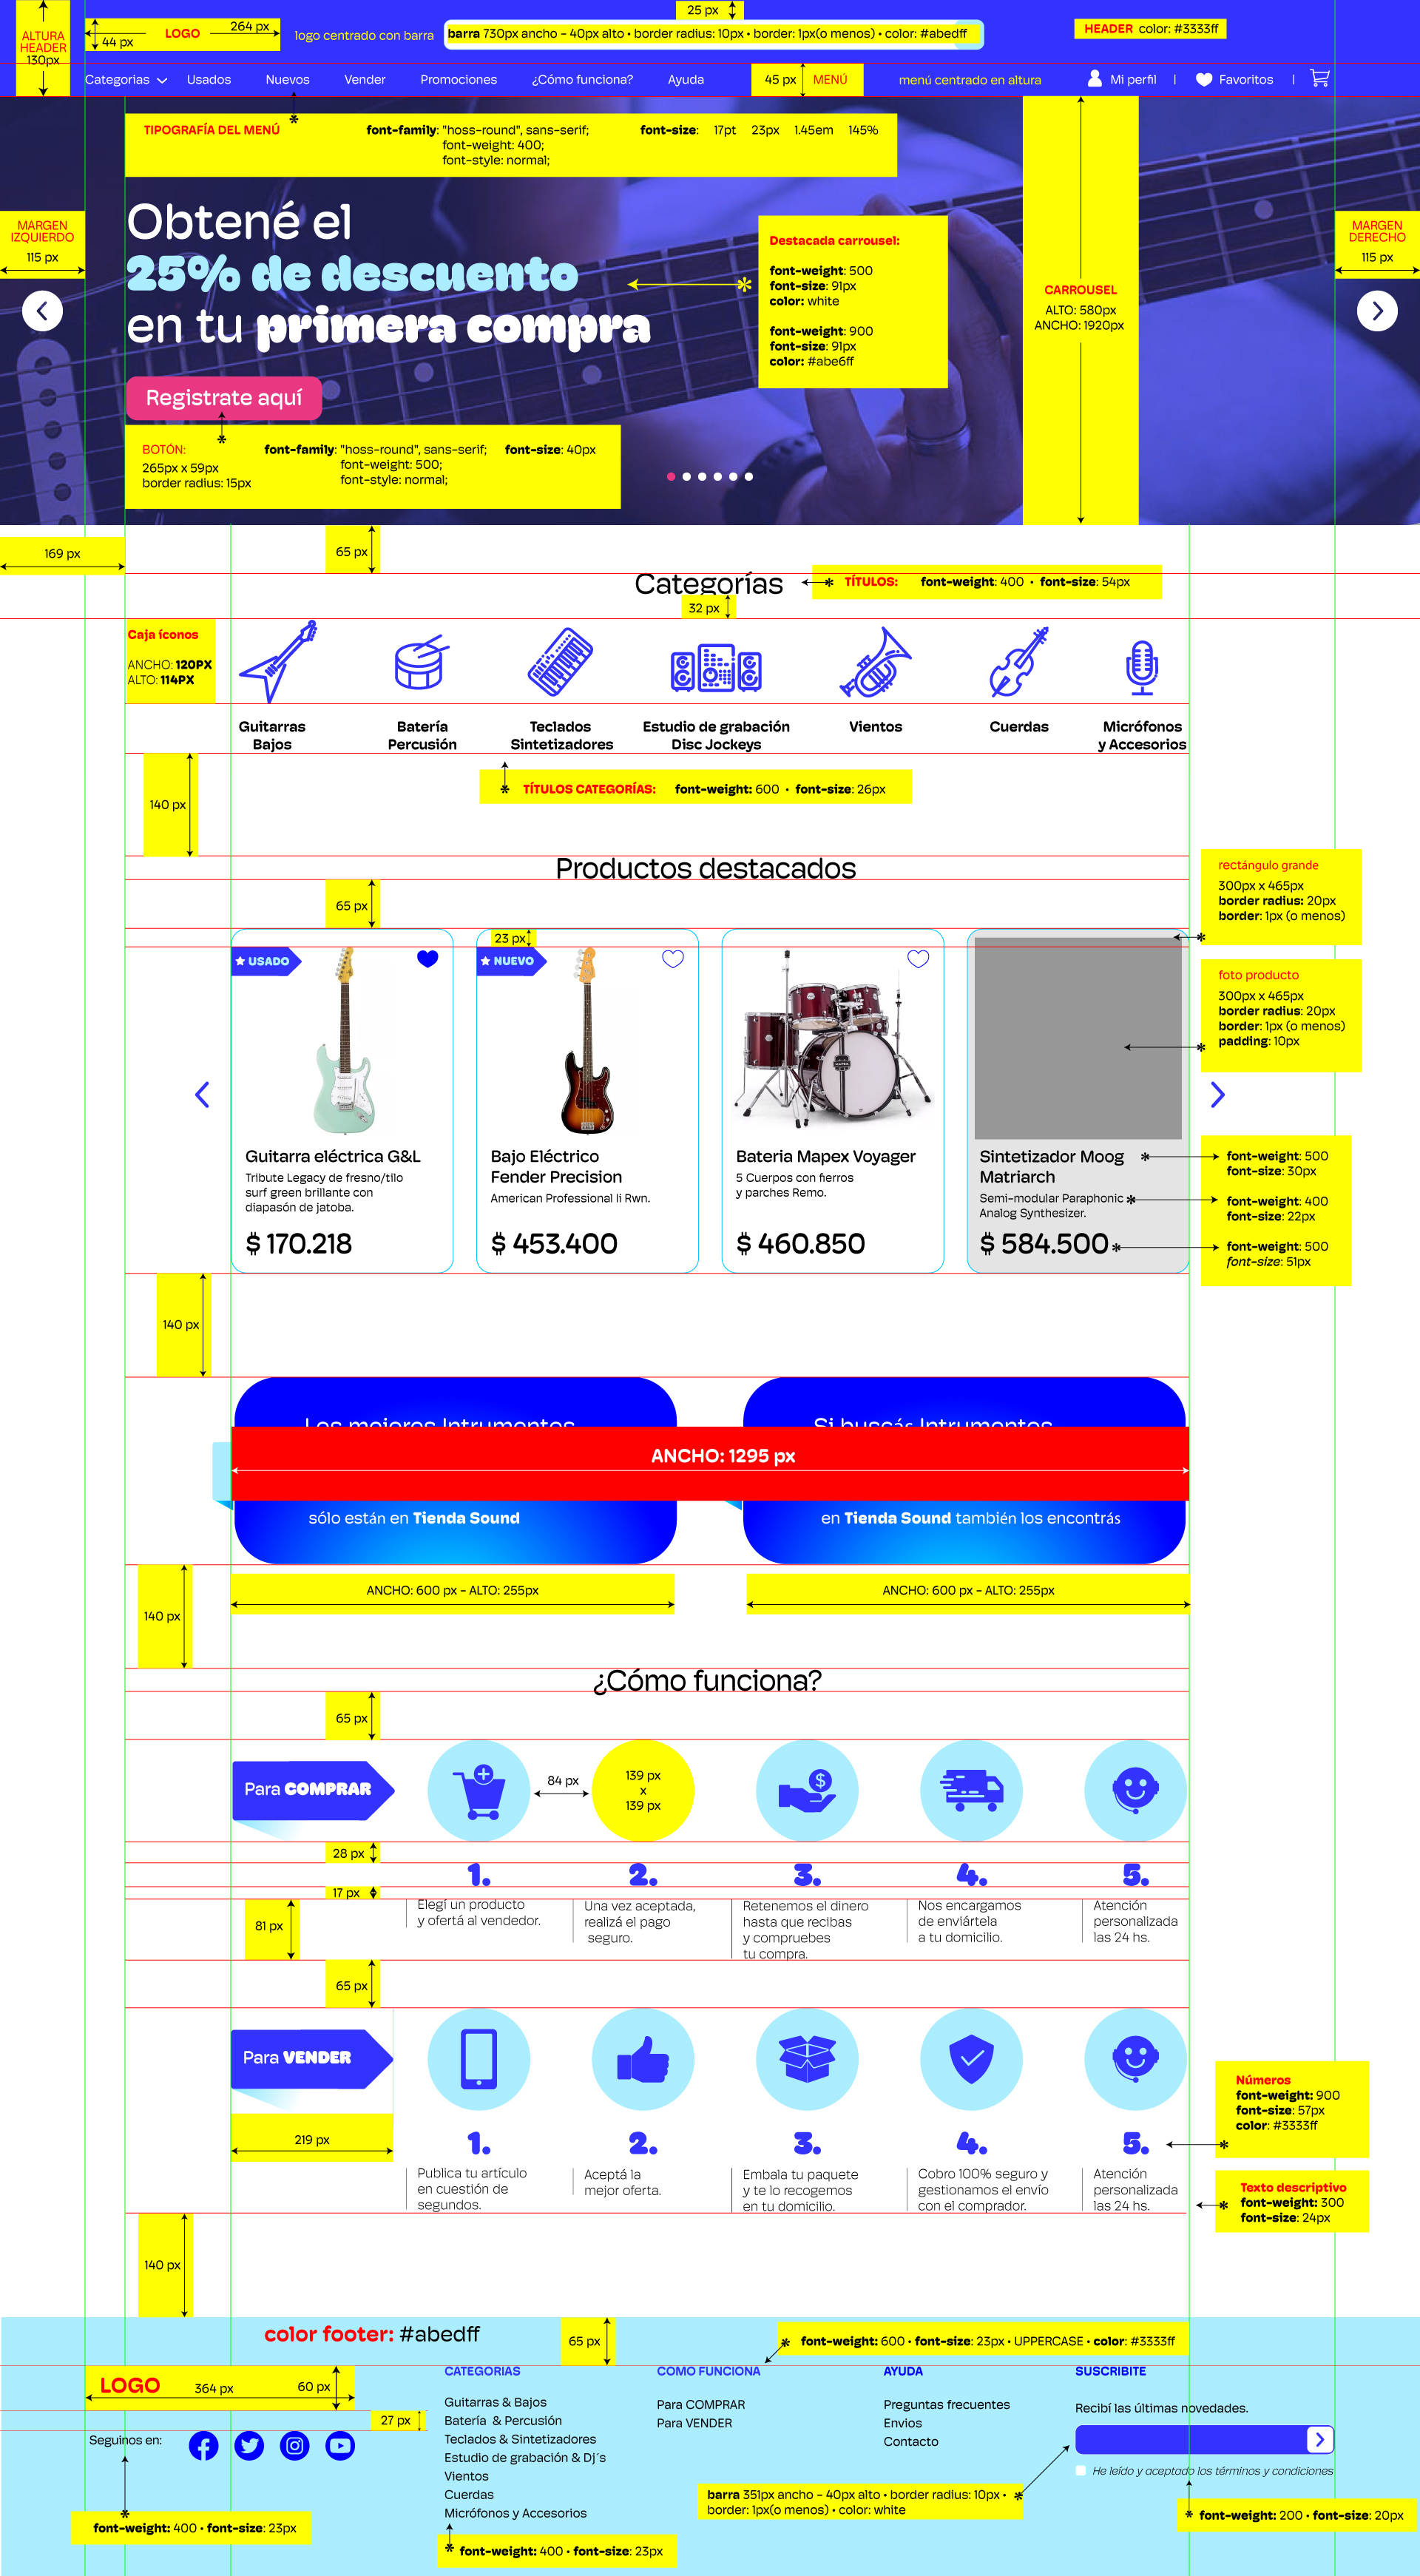 25 px
ALTURA
HEADER
130px
44 px
LOGO
264 px
logo centrado con barra
barra 730px ancho - 40px alto • border radius: 10px • border: 1px(o menos) • color: #abedff
HEADER color: #3333ff
Categorias
Usados
Nuevos
Vender
Promociones
¿Cómo funciona?
Ayuda
45 px
MENÚ
menú centrado en altura
Mi perfil
|
Favoritos
|
TIPOGRAFÍA DEL MENÚ
font-family: "hoss-round", sans-serif;
font-weight: 400;
font-style: normal;
font-size: 17pt 23px 1.45em 145%
MARGEN
IZQUIERDO
115 px
MARGEN
DERECHO
115 px
Obtené el
25% de descuento
en tu primera compra
Destacada carrousel:
font-weight: 500
font-size: 91px
color: white
font-weight: 900
font-size: 91px
color: #abe6ff
CARROUSEL
ALTO: 580px
ANCHO: 1920px
Registrate aquí
BOTÓN:
265px x 59px
border radius: 15px
font-family: "hoss-round", sans-serif;
font-weight: 500;
font-style: normal;
font-size: 40px
169 px
65 px
Categorías
* TÍTULOS: font-weight: 400 • font-size: 54px
32 px
Caja íconos
ANCHO: 120PX
ALTO: 114PX
Guitarras
Bajos
Batería
Percusión
Teclados
Sintetizadores
Estudio de grabación
Disc Jockeys
Vientos
Cuerdas
Micrófonos
y Accesorios
140 px
* TÍTULOS CATEGORÍAS: font-weight: 600 • font-size: 26px
Productos destacados
65 px
rectángulo grande
300px x 465px
border radius: 20px
border: 1px (o menos)
23 px
USADO
NUEVO
foto producto
300px x 465px
border radius: 20px
border: 1px (o menos)
padding: 10px
MAPEX
Guitarra eléctrica G&L
Tribute Legacy de fresno/tilo
surf green brillante con
diapasón de jatoba.
$ 170.218
Bajo Eléctrico
Fender Precision
American Professional Ii Rwn.
$ 453.400
Bateria Mapex Voyager
5 Cuerpos con fierros
y parches Remo.
$ 460.850
Sintetizador Moog
Matriarch
Semi-modular Paraphonic
Analog Synthesizer.
$ 584.500
font-weight: 500
font-size: 30px
font-weight: 400
font-size: 22px
font-weight: 500
font-size: 51px
140 px
Los mejores Intrumentos
Si buscás Intrumentos
ANCHO: 1295 px
sólo están en Tienda Sound
en Tienda Sound también los encontrás
ANCHO: 600 px - ALTO: 255px
ANCHO: 600 px - ALTO: 255px
140 px
¿Cómo funciona?
65 px
Para COMPRAR
84 px
139 px
x
139 px
28 px
1.
2.
3.
4.
5.
17 px
81 px
Elegí un producto
y ofertá al vendedor.
Una vez aceptada,
realizá el pago
seguro.
Retenemos el dinero
hasta que recibas
y compruebes
tu compra.
Nos encargamos
de enviártela
a tu domicilio.
Atención
personalizada
las 24 hs.
65 px
Para VENDER
219 px
1.
2.
3.
4.
5.
Números
font-weight: 900
font-size: 57px
color: #3333ff
Publica tu artículo
en cuestión de
segundos.
Aceptá la
mejor oferta.
Embala tu paquete
y te lo recogemos
en tu domicilio.
Cobro 100% seguro y
gestionamos el envío
con el comprador.
Atención
personalizada
las 24 hs.
Texto descriptivo
font-weight: 300
font-size: 24px
140 px
color footer: #abedff
65 px
* font-weight: 600 • font-size: 23px • UPPERCASE • color: #3333ff
LOGO
364 px
60 px
27 px
Seguinos en:
* font-weight: 400 • font-size: 23px
CATEGORIAS
Guitarras & Bajos
Batería & Percusión
Teclados & Sintetizadores
Estudio de grabación & Dj´s
Vientos
Cuerdas
Micrófonos y Accesorios
* font-weight: 400 • font-size: 23px
COMO FUNCIONA
Para COMPRAR
Para VENDER
AYUDA
Preguntas frecuentes
Envios
Contacto
SUSCRIBITE
Recibí las últimas novedades.
He leído y aceptado los términos y condiciones
barra 351px ancho - 40px alto • border radius: 10px •
border: 1px(o menos) • color: white
* font-weight: 200 • font-size: 20px